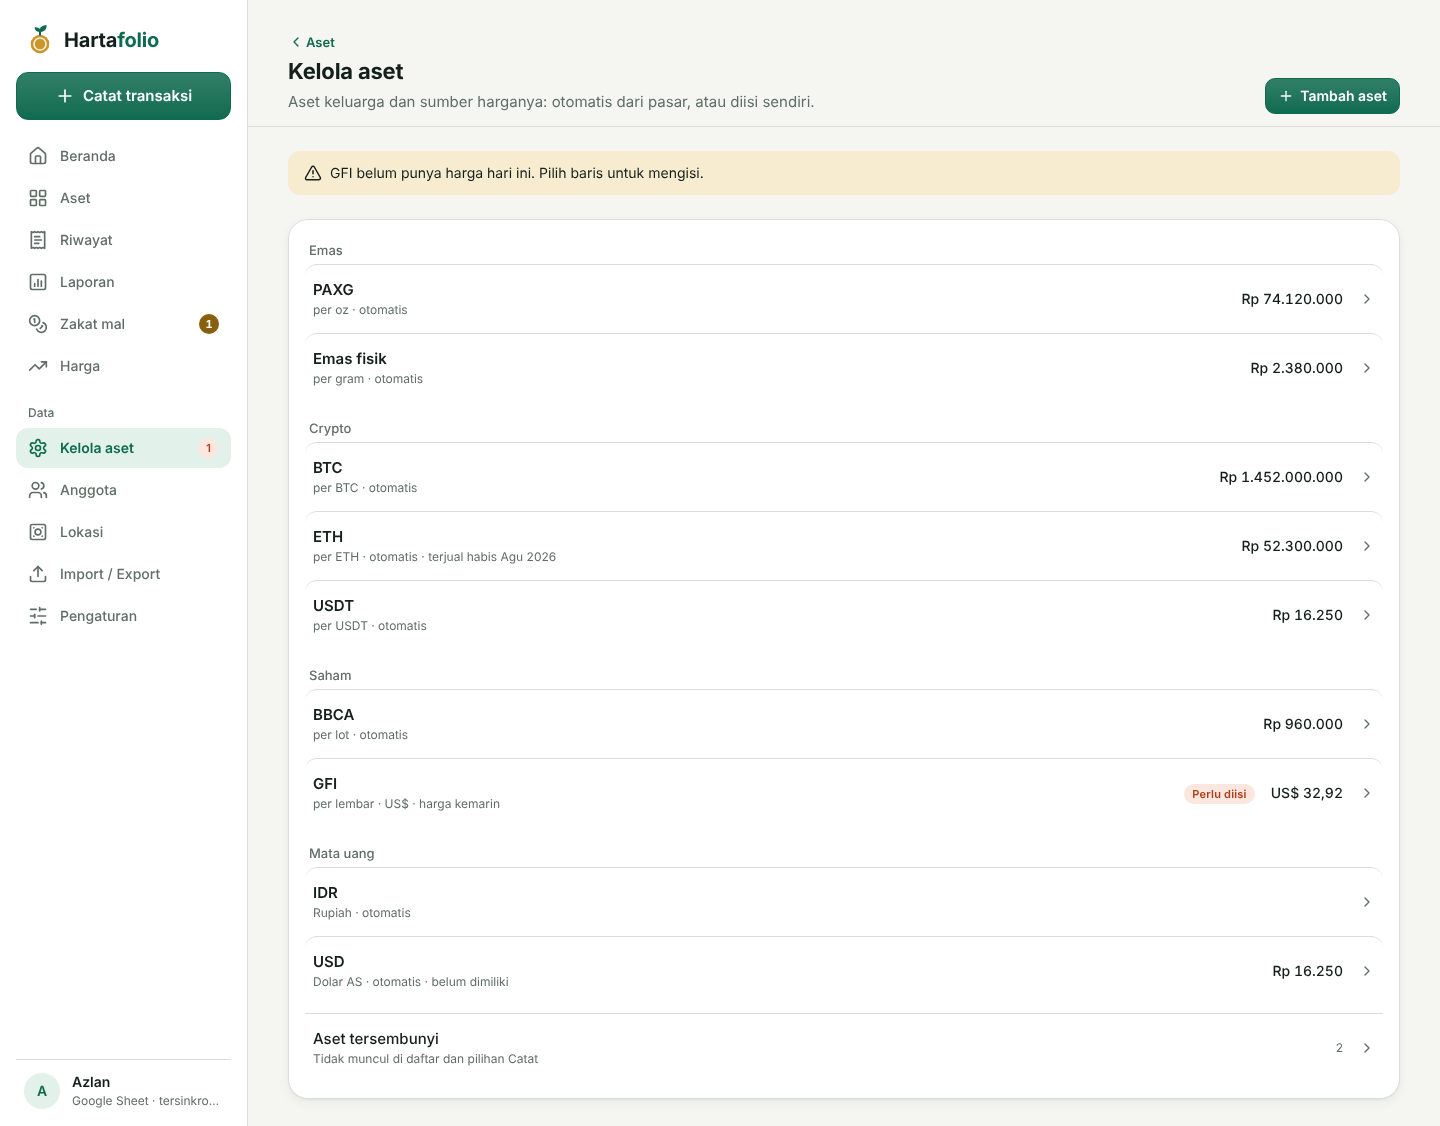 Hartafolio
Catat transaksi
Beranda
Aset
Riwayat
Laporan
Zakat mal
1
Harga
Data
Kelola aset
1
Anggota
Lokasi
Import / Export
Pengaturan
A
Azlan
Google Sheet · tersinkro...
Aset
Kelola aset
Aset keluarga dan sumber harganya: otomatis dari pasar, atau diisi sendiri.
Tambah aset
GFI belum punya harga hari ini. Pilih baris untuk mengisi.
Emas
PAXG
per oz · otomatis
Rp 74.120.000
Emas fisik
per gram · otomatis
Rp 2.380.000
Crypto
BTC
per BTC · otomatis
Rp 1.452.000.000
ETH
per ETH · otomatis · terjual habis Agu 2026
Rp 52.300.000
USDT
per USDT · otomatis
Rp 16.250
Saham
BBCA
per lot · otomatis
Rp 960.000
GFI
per lembar · US$ · harga kemarin
Perlu diisi
US$ 32,92
Mata uang
IDR
Rupiah · otomatis
USD
Dolar AS · otomatis · belum dimiliki
Rp 16.250
Aset tersembunyi
Tidak muncul di daftar dan pilihan Catat
2